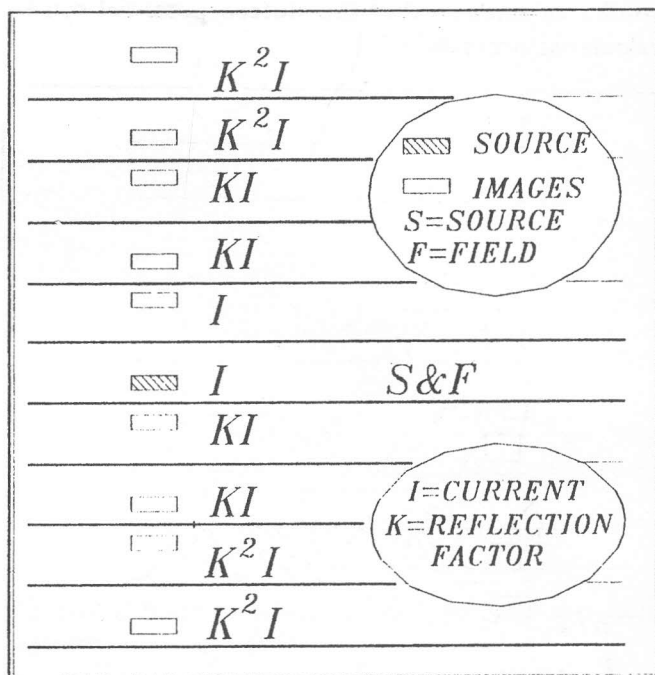 K²I
K²I
KI
KI
I
I S&F
KI
KI
K²I
K²I
SOURCE
IMAGES
S=SOURCE
F=FIELD
I=CURRENT
K=REFLECTION
FACTOR